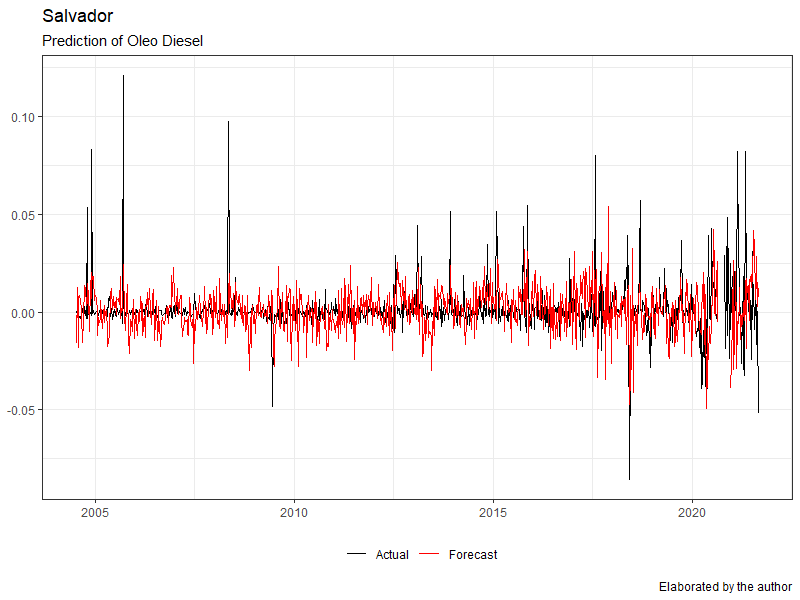 Salvador
Prediction of Oleo Diesel
0.10
0.05
0.00
-0.05
2005 2010 2015 2020
Actual Forecast
Elaborated by the author